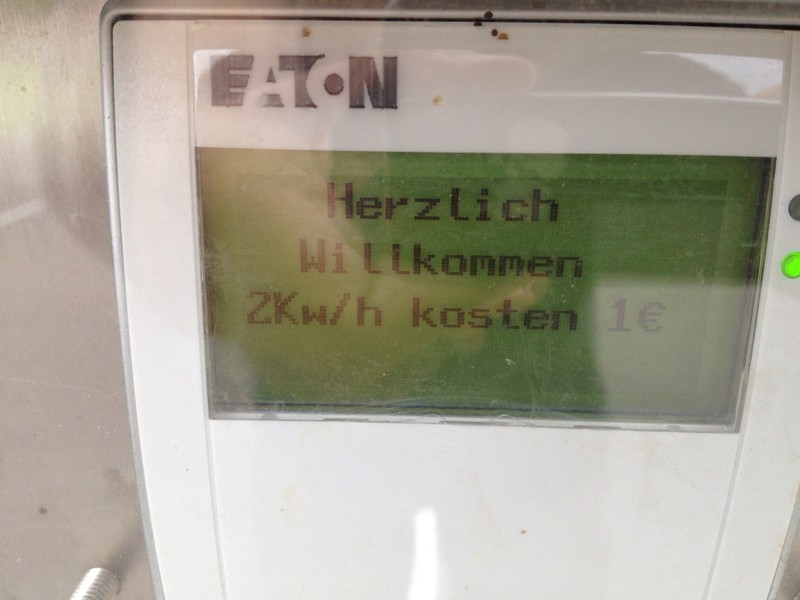 EATON
Herzlich
Willkommen
2Kw/h kosten 1€